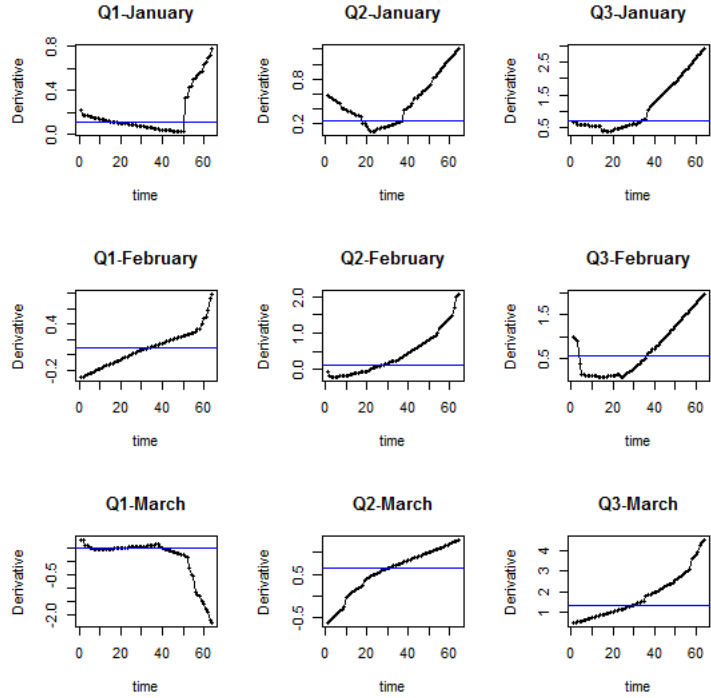 Q1-January Q2-January Q3-January
Derivative 0.0 0.4 0.8
Derivative 0.2 0.8
Derivative 0.5 1.5 2.5
0 20 40 60 0 20 40 60 0 20 40 60
time time time
Q1-February Q2-February Q3-February
Derivative -0.2 0.4
Derivative 0.0 1.0 2.0
Derivative 0.5 1.5
0 20 40 60 0 20 40 60 0 20 40 60
time time time
Q1-March Q2-March Q3-March
Derivative -2.0 -0.5
Derivative -0.5 0.5
Derivative 1 2 3 4
0 20 40 60 0 20 40 60 0 20 40 60
time time time